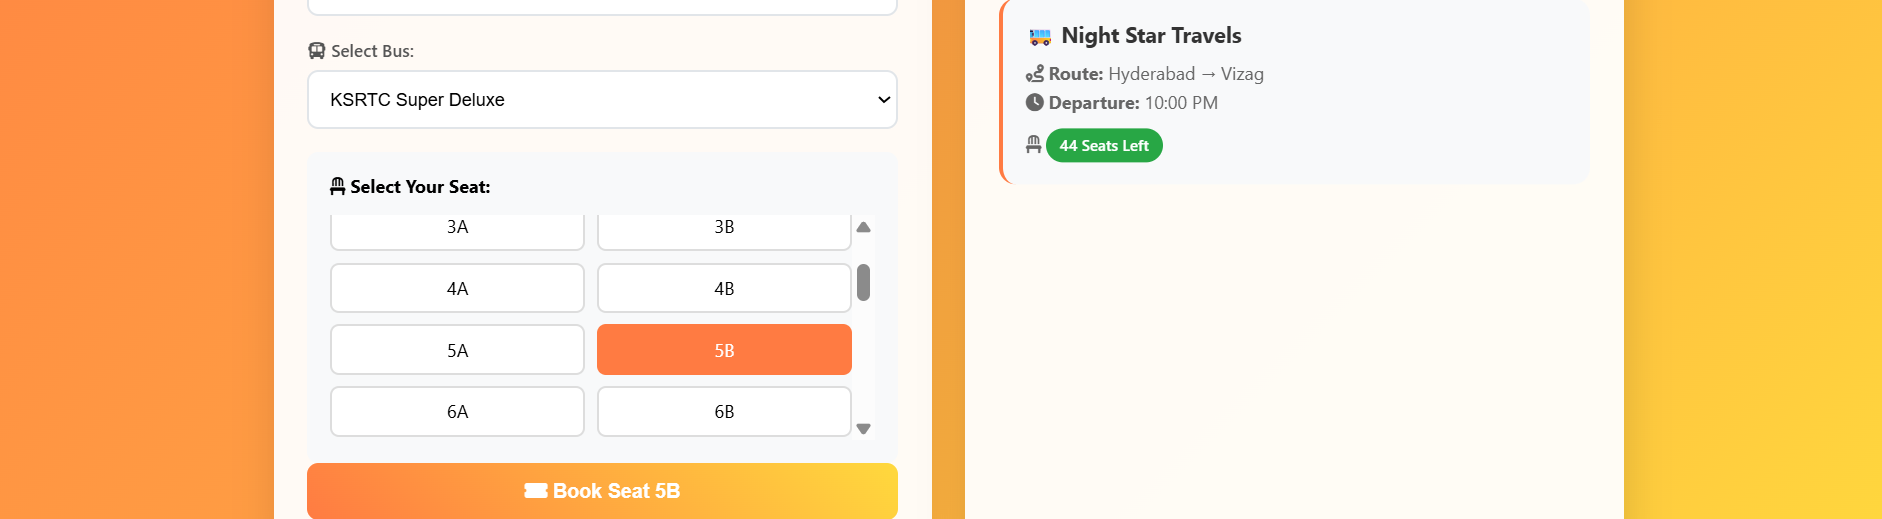 Select Bus:
KSRTC Super Deluxe
Select Your Seat:
3A
3B
4A
4B
5A
5B
6A
6B
Book Seat 5B
Night Star Travels
Route: Hyderabad → Vizag
Departure: 10:00 PM
44 Seats Left